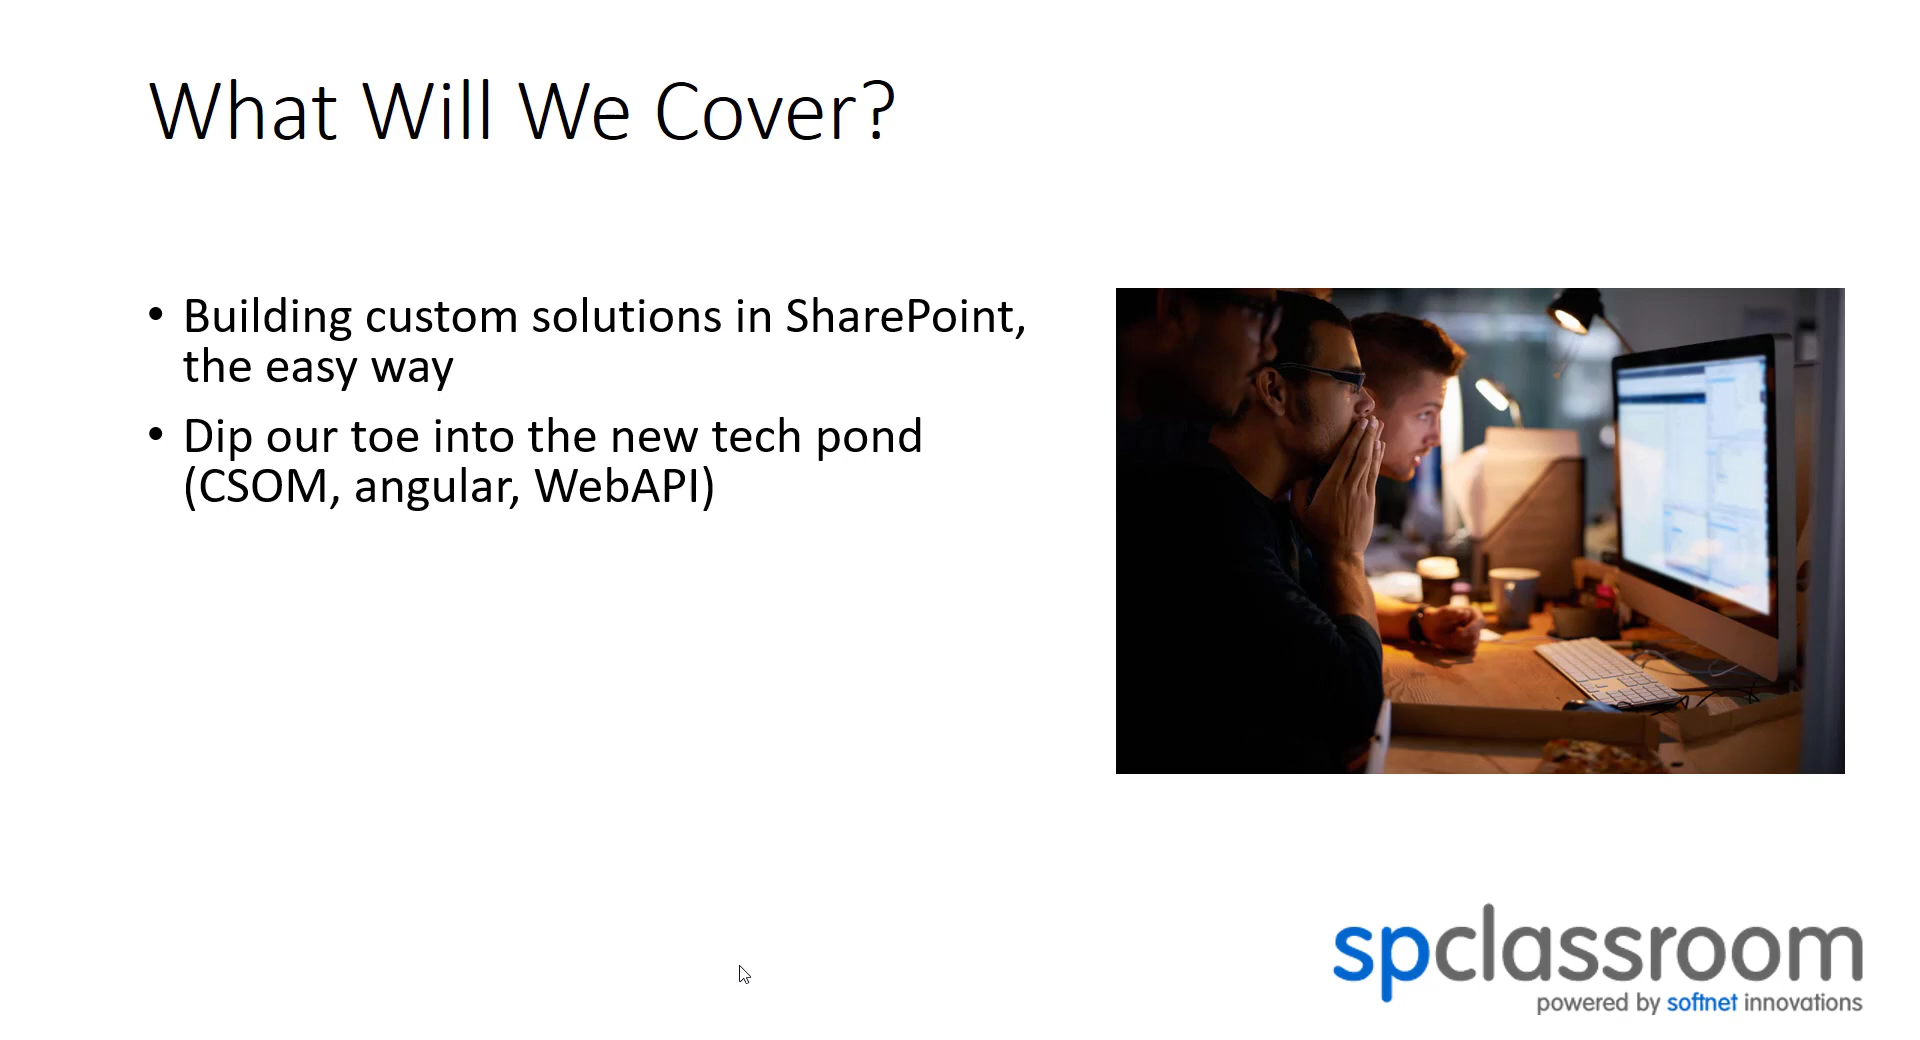 What Will We Cover?
• Building custom solutions in SharePoint,
the easy way
• Dip our toe into the new tech pond
(CSOM, angular, WebAPI)
spclassroom
powered by softnet innovations